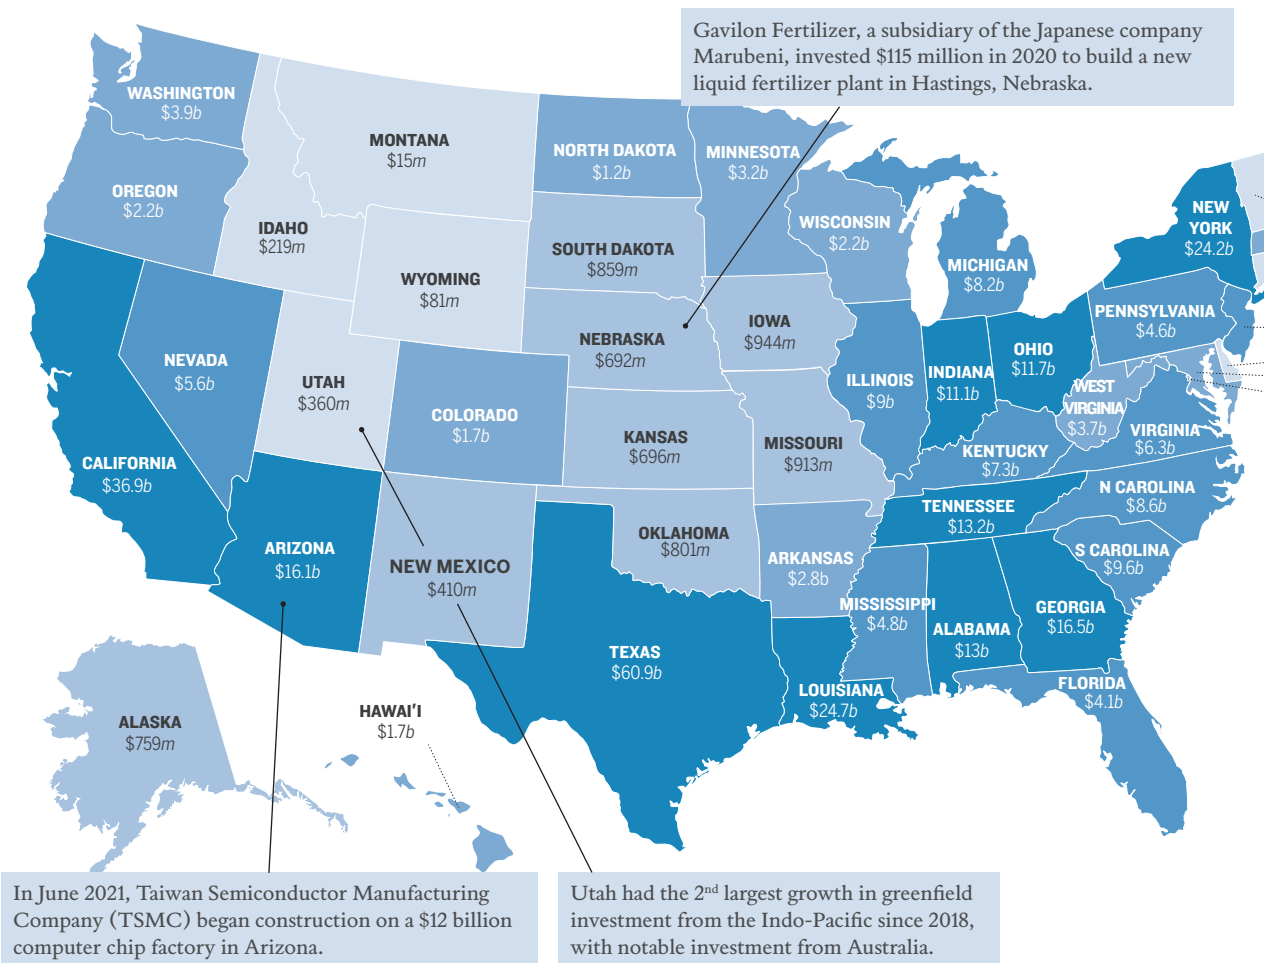 Gavilon Fertilizer, a subsidiary of the Japanese company
Marubeni, invested $115 million in 2020 to build a new
liquid fertilizer plant in Hastings, Nebraska.
WASHINGTON
$3.9b
MONTANA
$15m
NORTH DAKOTA
$1.2b
MINNESOTA
$3.2b
OREGON
$2.2b
IDAHO
$219m
WYOMING
$81m
SOUTH DAKOTA
$859m
WISCONSIN
$2.2b
MICHIGAN
$8.2b
NEW
YORK
$24.2b
NEVADA
$5.6b
UTAH
$360m
COLORADO
$1.7b
NEBRASKA
$692m
IOWA
$944m
ILLINOIS
$9b
INDIANA
$11.1b
OHIO
$11.7b
PENNSYLVANIA
$4.6b
WEST
VIRGINIA
$3.7b
VIRGINIA
$6.3b
CALIFORNIA
$36.9b
KANSAS
$696m
MISSOURI
$913m
KENTUCKY
$7.3b
N CAROLINA
$8.6b
TENNESSEE
$13.2b
ARIZONA
$16.1b
NEW MEXICO
$410m
OKLAHOMA
$801m
ARKANSAS
$2.8b
S CAROLINA
$9.6b
MISSISSIPPI
$4.8b
ALABAMA
$13b
GEORGIA
$16.5b
TEXAS
$60.9b
LOUISIANA
$24.7b
FLORIDA
$4.1b
ALASKA
$759m
HAWAI'I
$1.7b
In June 2021, Taiwan Semiconductor Manufacturing
Company (TSMC) began construction on a $12 billion
computer chip factory in Arizona.
Utah had the 2nd largest growth in greenfield
investment from the Indo-Pacific since 2018,
with notable investment from Australia.